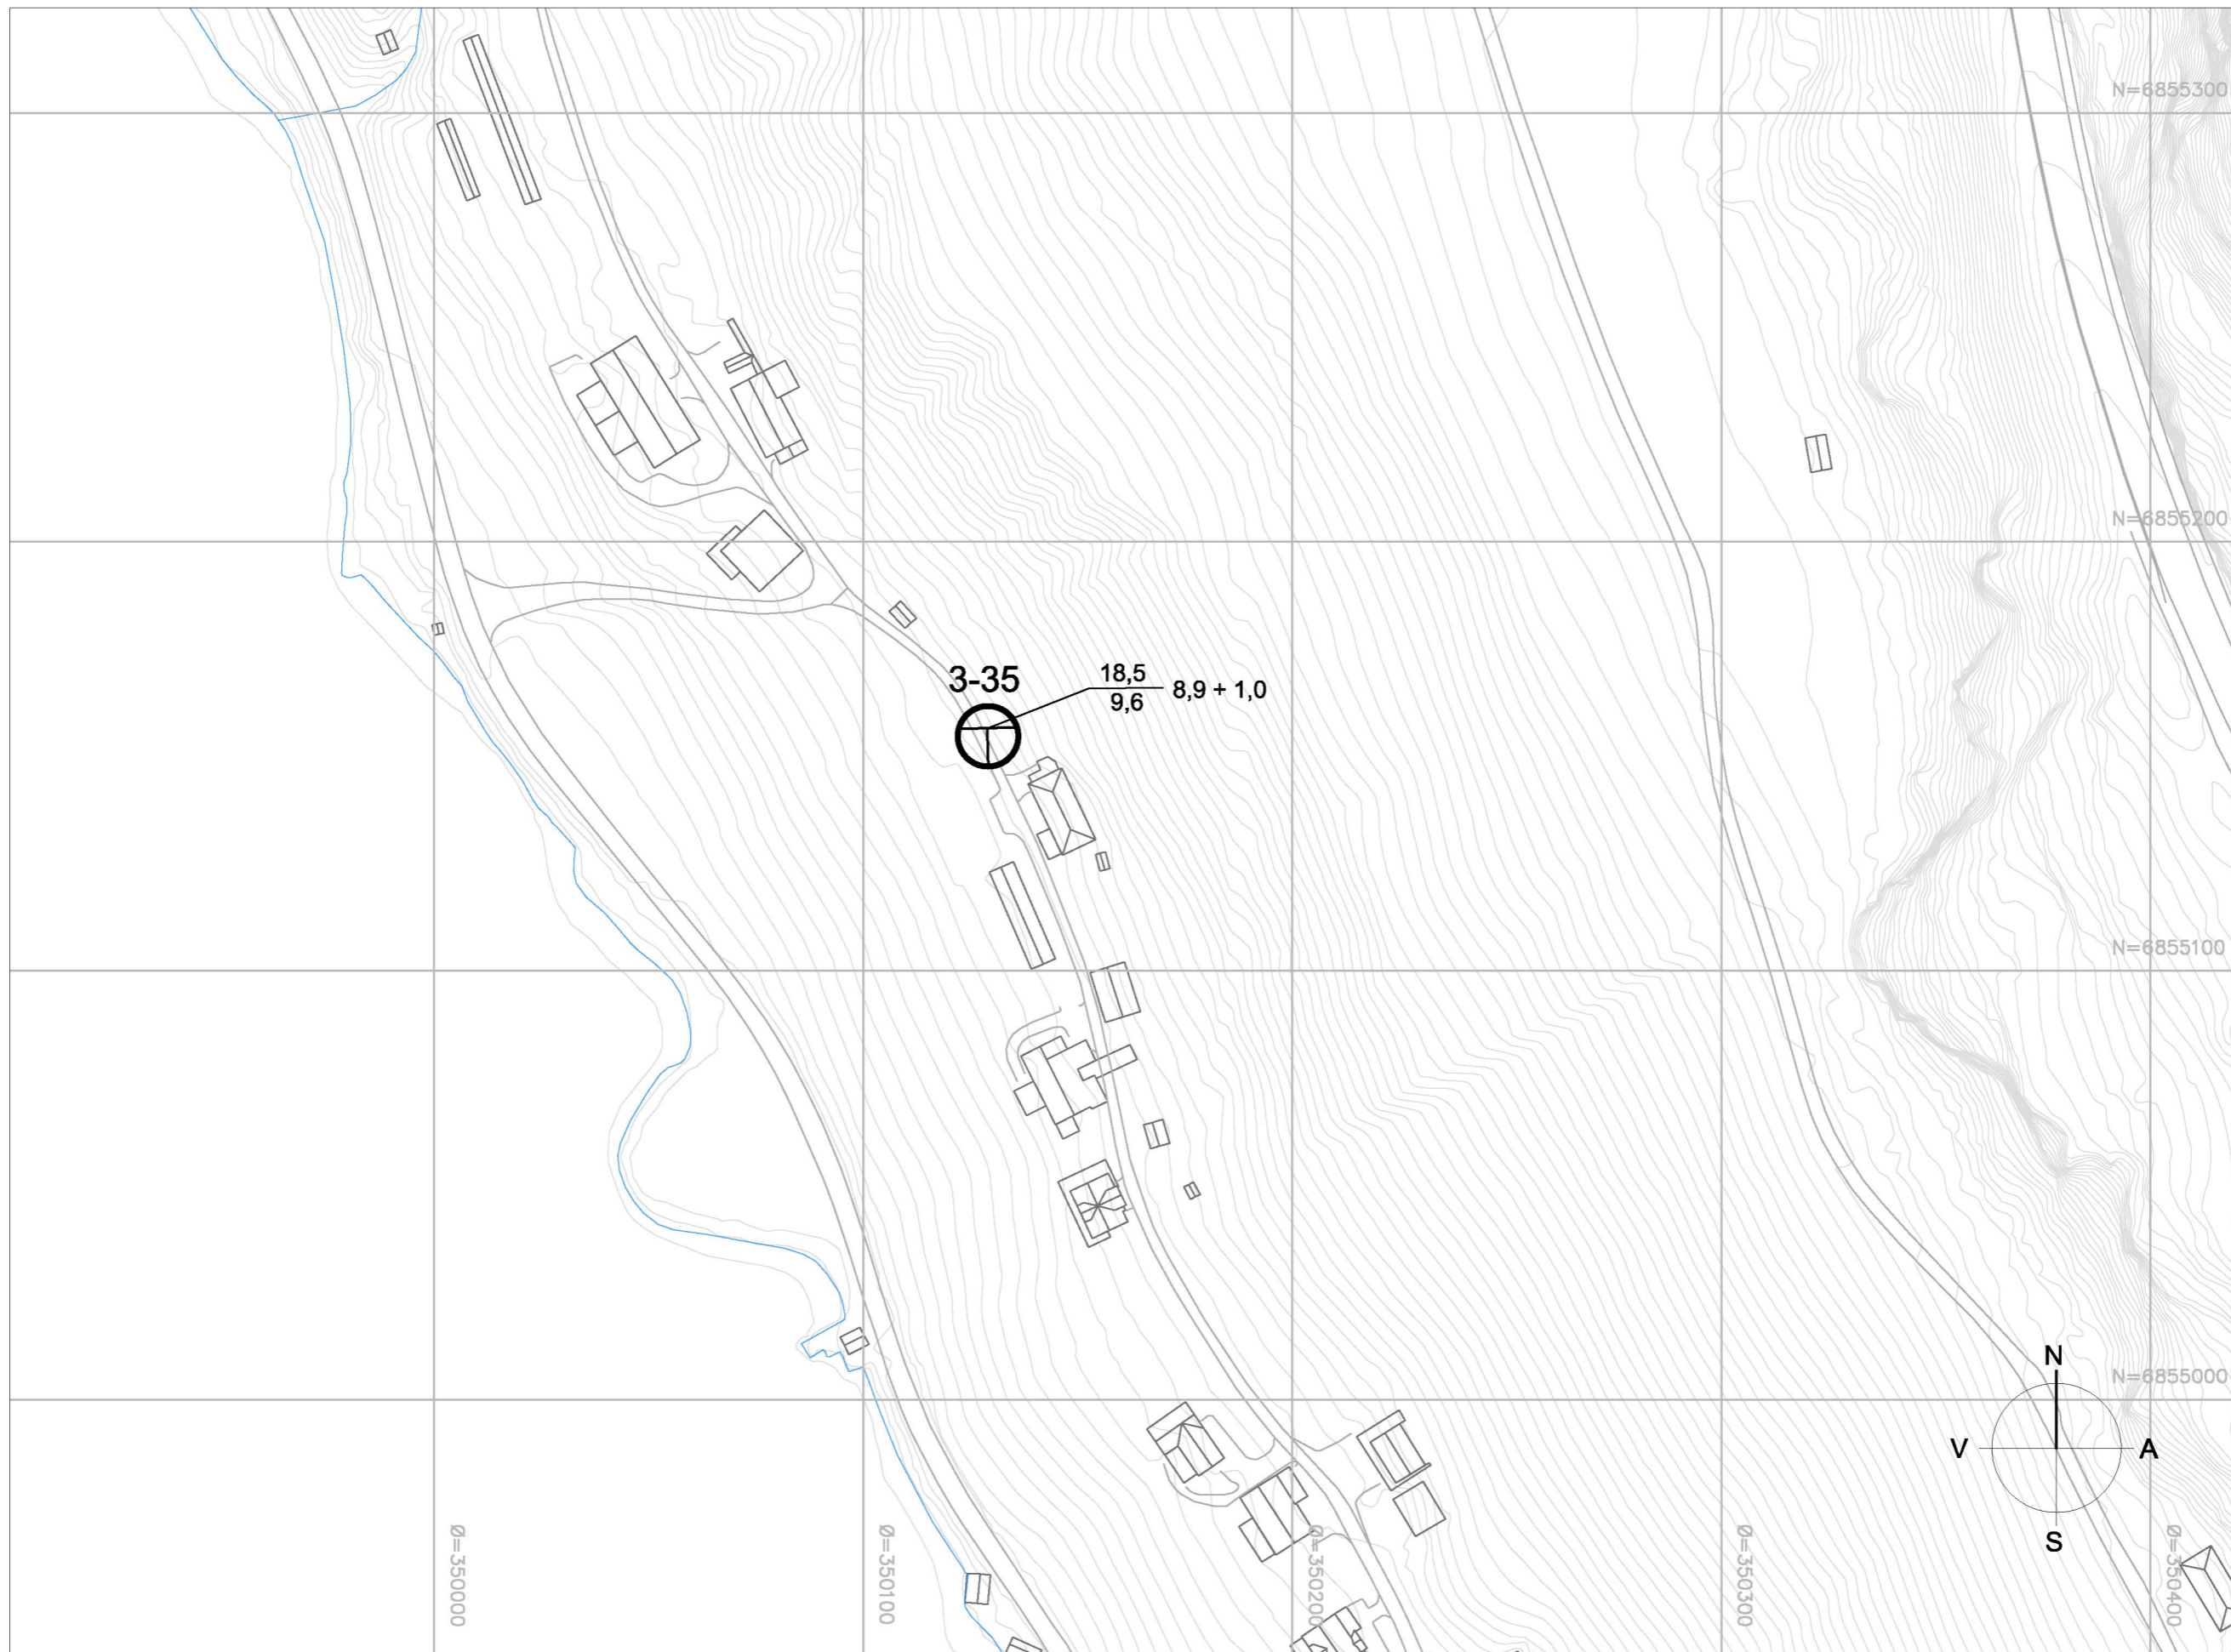 N=6855300
N=6855200
3-35
18,5
9,6
8,9 + 1,0
N=6855100
N
N=6855000
V
A
S
Ø=350000
Ø=350100
Ø=350200
Ø=350300
Ø=350400